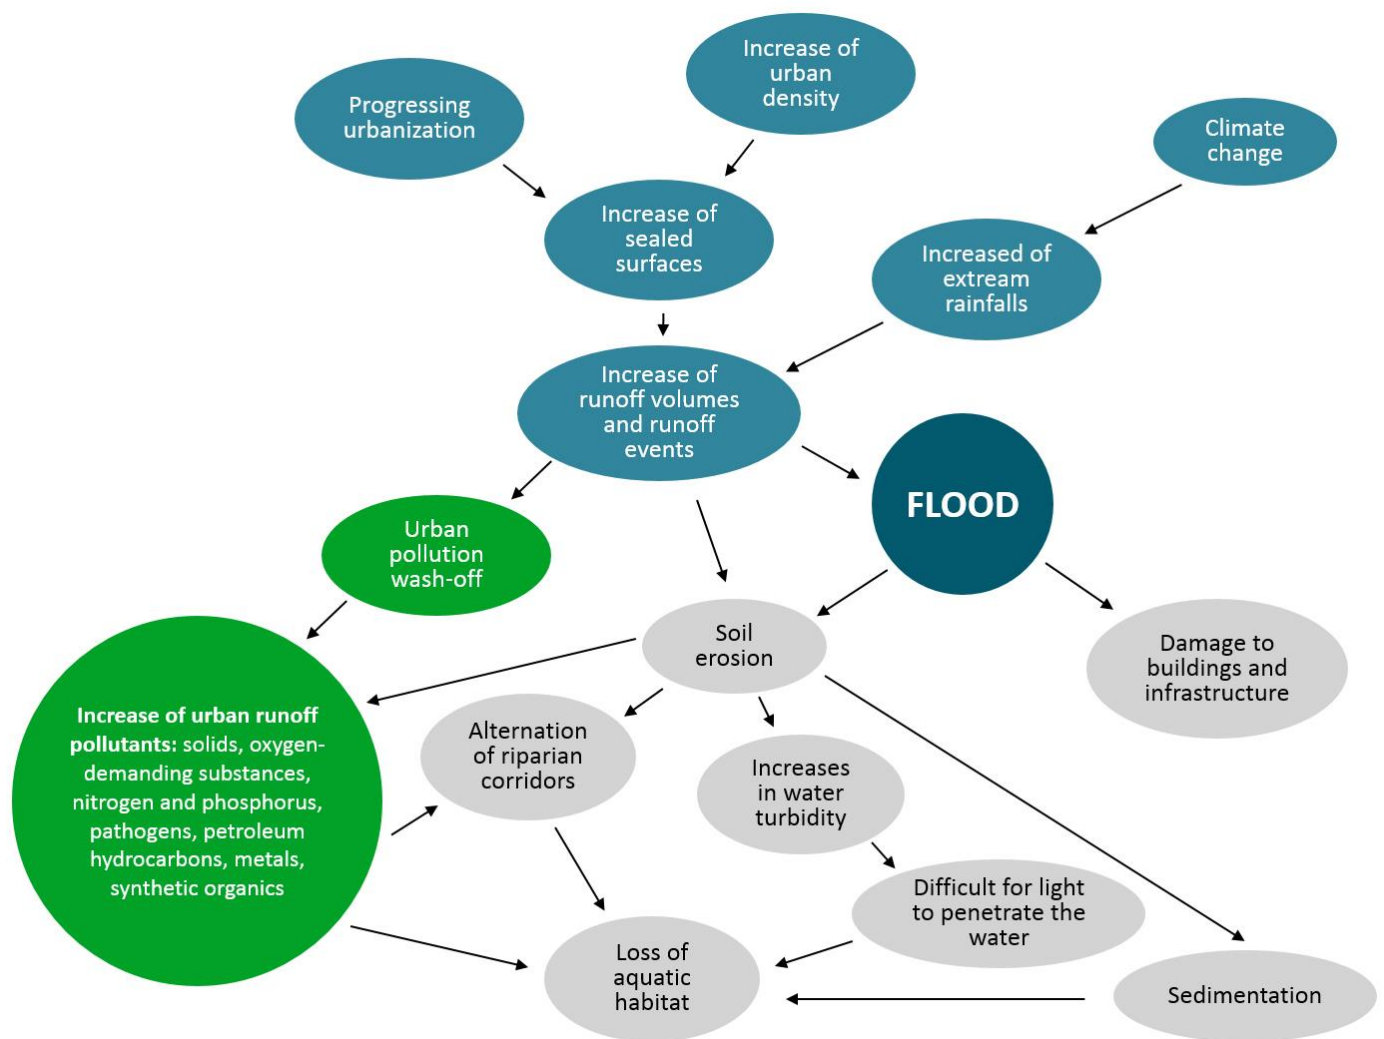 Increase of
urban
density
Progressing
urbanization
Climate
change
Increase of
sealed
surfaces
Increased of
extream
rainfalls
Increase of
runoff volumes
and runoff
events
FLOOD
Urban
pollution
wash-off
Soil
erosion
Damage to
buildings and
infrastructure
Increase of urban runoff
pollutants: solids, oxygen-
demanding substances,
nitrogen and phosphorus,
pathogens, petroleum
hydrocarbons, metals,
synthetic organics
Alternation
of riparian
corridors
Increases
in water
turbidity
Difficult for light
to penetrate the
water
Loss of
aquatic
habitat
Sedimentation